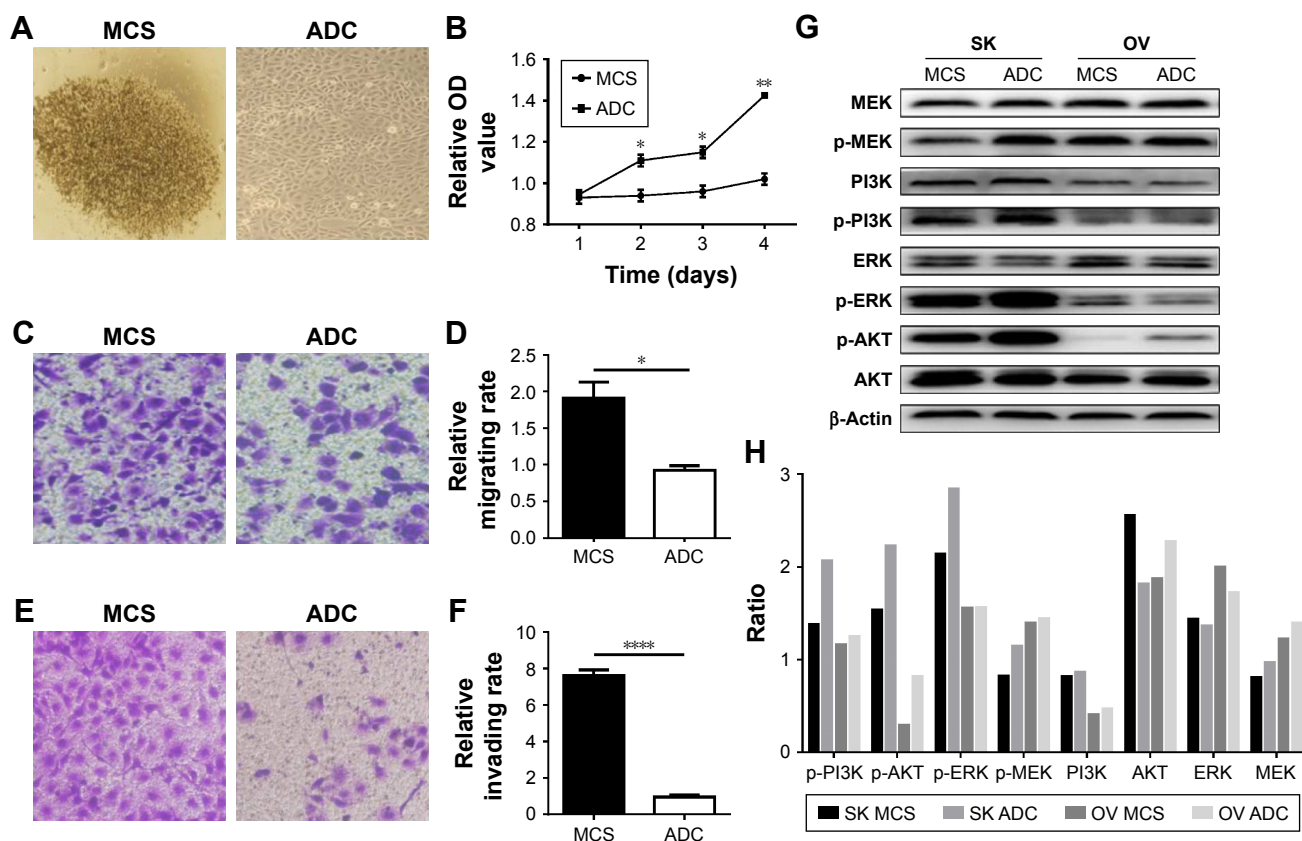 A
MCS
ADC
B
Relative OD
value
1.6
1.4
1.2
1.0
0.8
MCS
ADC
*
*
**
1
2
3
4
Time (days)
C
MCS
ADC
D
Relative
migrating rate
2.5
2.0
1.5
1.0
0.5
0.0
*
MCS
ADC
E
MCS
ADC
F
Relative
invading rate
10
8
6
4
2
0
****
MCS
ADC
G
SK OV
MCS ADC MCS ADC
MEK
p-MEK
PI3K
p-PI3K
ERK
p-ERK
p-AKT
AKT
β-Actin
H
Ratio
3
2
1
0
p-PI3K p-AKT p-ERK p-MEK PI3K AKT ERK MEK
SK MCS SK ADC OV MCS OV ADC